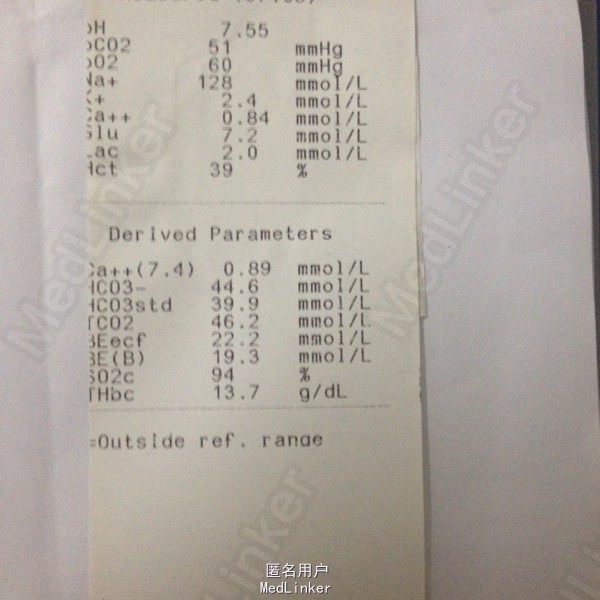 pH 7.55
pCO2 51 mmHg
pO2 60 mmHg
Na+ 128 mmol/L
K+ 2.4 mmol/L
Ca++ 0.84 mmol/L
Glu 7.2 mmol/L
Lac 2.0 mmol/L
Hct 39 %
Derived Parameters
Ca++(7.4) 0.89 mmol/L
HCO3- 44.6 mmol/L
HCO3std 39.9 mmol/L
TCO2 46.2 mmol/L
BEecf 22.2 mmol/L
BE(B) 19.3 mmol/L
SO2c 94 %
THbc 13.7 g/dL
=Outside ref. range
MedLinker
MedLinker
MedLinker
匿名用户
MedLinker